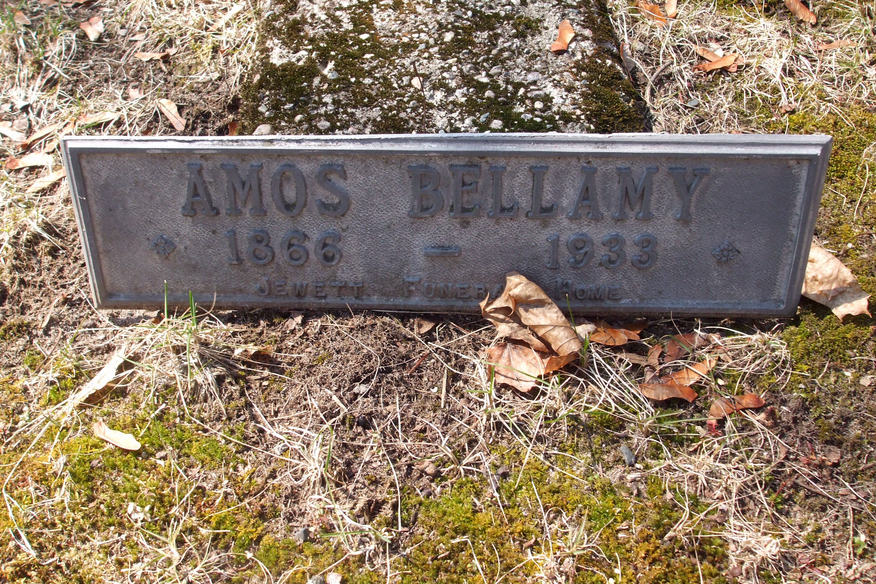 AMOS BELLAMY
1866 – 1933
JEWETT FUNERAL HOME